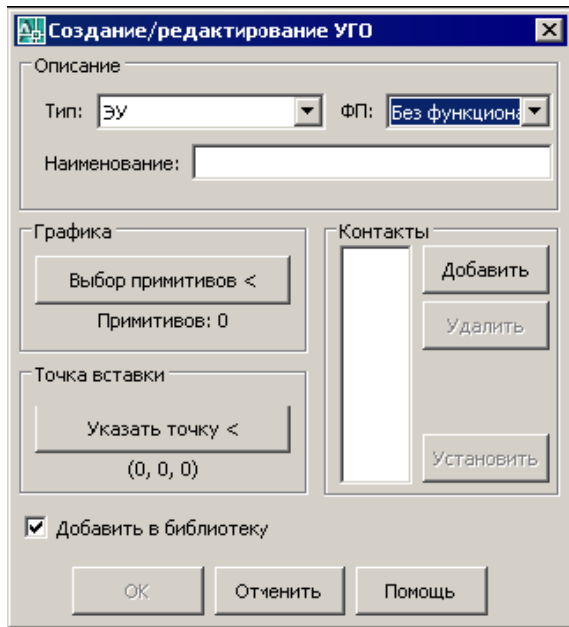 Создание/редактирование УГО
Описание
Тип: ЭУ ФП: Без функциона
Наименование:
Графика
Выбор примитивов <
Примитивов: 0
Точка вставки
Указать точку <
(0, 0, 0)
Контакты
Добавить
Удалить
Установить
Добавить в библиотеку
ОК Отменить Помощь